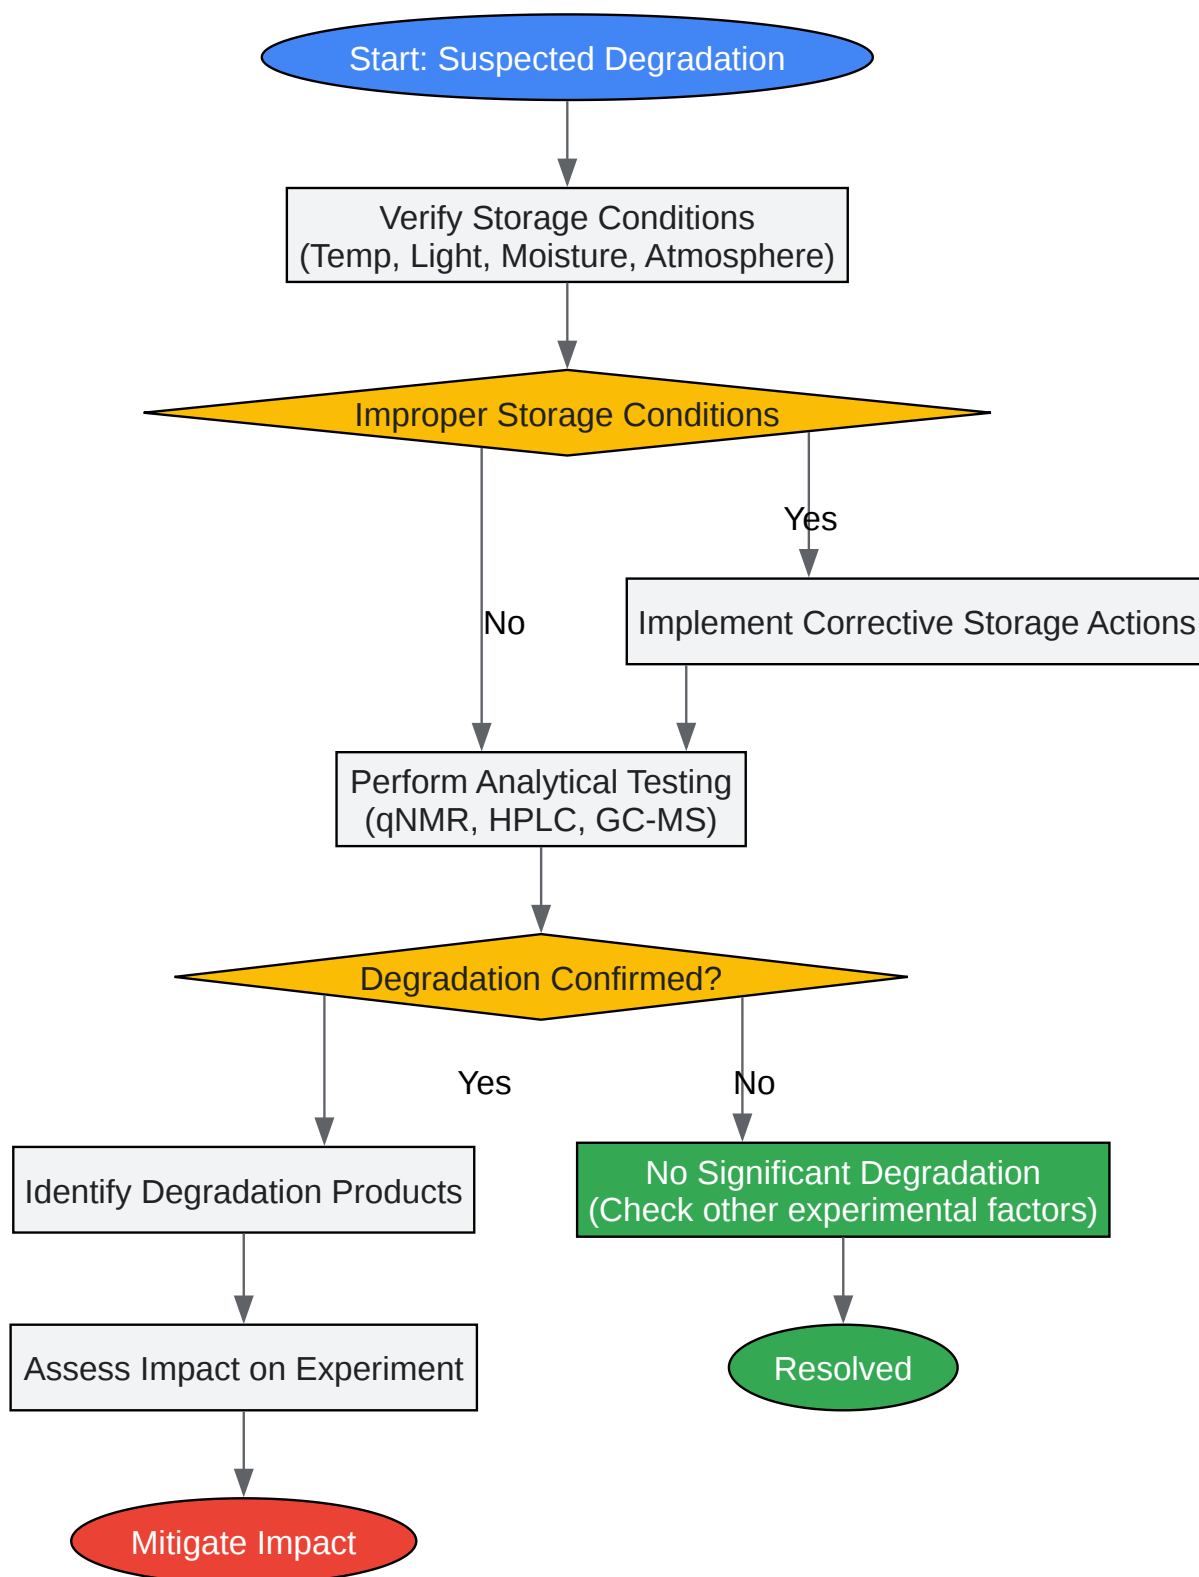 Start: Suspected Degradation
Verify Storage Conditions
(Temp, Light, Moisture, Atmosphere)
Improper Storage Conditions
Yes
No
Implement Corrective Storage Actions
Perform Analytical Testing
(qNMR, HPLC, GC-MS)
Degradation Confirmed?
Yes
No
Identify Degradation Products
No Significant Degradation
(Check other experimental factors)
Assess Impact on Experiment
Resolved
Mitigate Impact